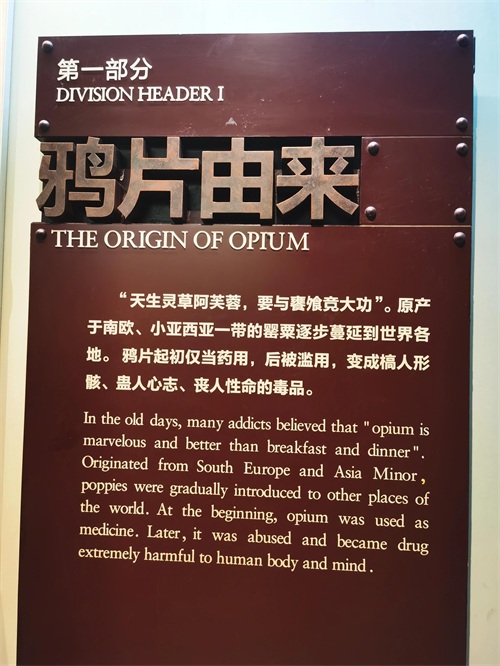 第一部分
DIVISION HEADER I
鸦片由来
THE ORIGIN OF OPIUM
“天生灵草阿芙蓉，要与饔飧竞大功”。原产
于南欧、小亚西亚一带的罂粟逐步蔓延到世界各
地。 鸦片起初仅当药用，后被滥用，变成槁人形
骸、蛊人心志、丧人性命的毒品。
In the old days, many addicts believed that "opium is
marvelous and better than breakfast and dinner".
Originated from South Europe and Asia Minor,
poppies were gradually introduced to other places of
the world. At the beginning, opium was used as
medicine. Later, it was abused and became drug
extremely harmful to human body and mind.